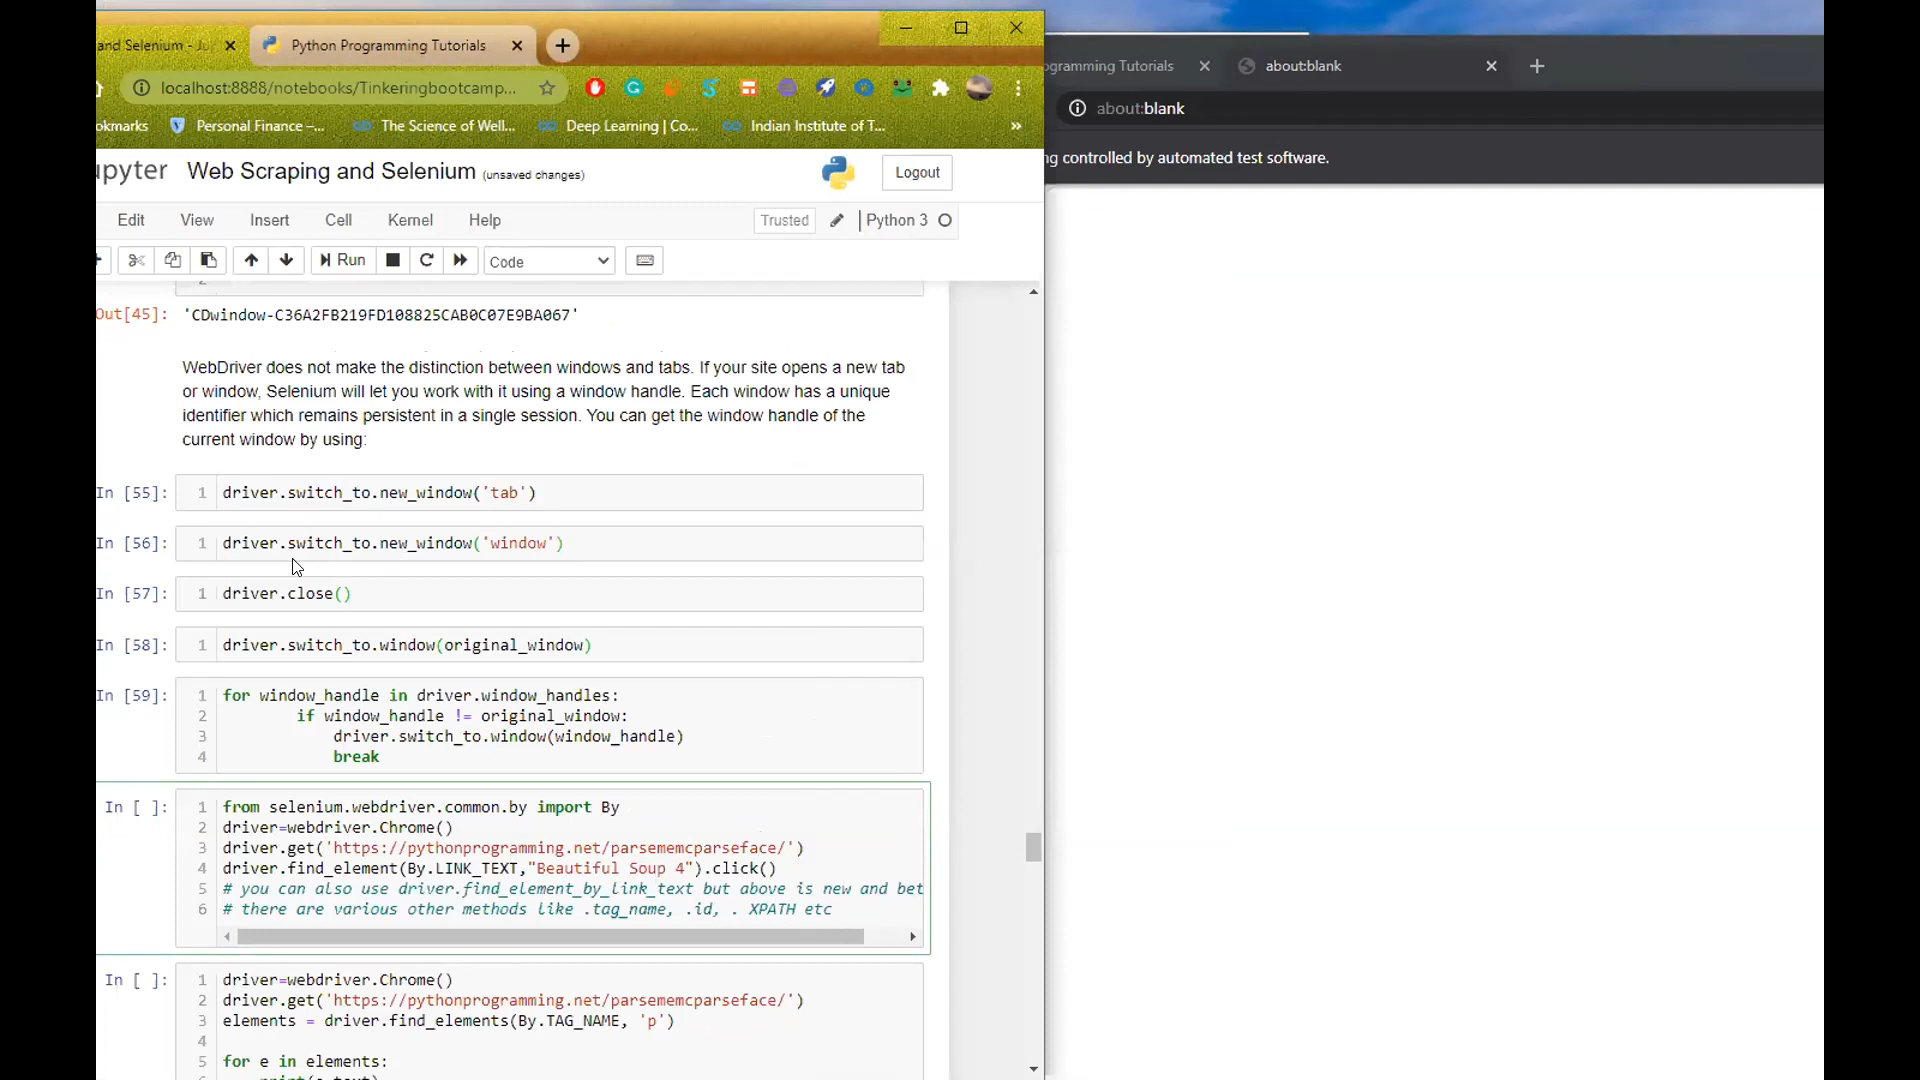 and Selenium - Ju
Python Programming Tutorials
localhost:8888/notebooks/Tinkeringbootcamp...
okmarks
Personal Finance –...
The Science of Well...
Deep Learning | Co...
Indian Institute of T...
»
upyter Web Scraping and Selenium (unsaved changes)
Logout
Edit View Insert Cell Kernel Help
Trusted
Python 3
Run
Code
2
Out[45]: 'CDwindow-C36A2FB219FD108825CAB0C07E9BA067'
WebDriver does not make the distinction between windows and tabs. If your site opens a new tab
or window, Selenium will let you work with it using a window handle. Each window has a unique
identifier which remains persistent in a single session. You can get the window handle of the
current window by using:
In [55]: 1 driver.switch_to.new_window('tab')
In [56]: 1 driver.switch_to.new_window('window')
In [57]: 1 driver.close()
In [58]: 1 driver.switch_to.window(original_window)
In [59]: 1 for window_handle in driver.window_handles:
2 if window_handle != original_window:
3 driver.switch_to.window(window_handle)
4 break
In [ ]: 1 from selenium.webdriver.common.by import By
2 driver=webdriver.Chrome()
3 driver.get('https://pythonprogramming.net/parsememcparseface/')
4 driver.find_element(By.LINK_TEXT,"Beautiful Soup 4").click()
5 # you can also use driver.find_element_by_link_text but above is new and bet
6 # there are various other methods like .tag_name, .id, . XPATH etc
In [ ]: 1 driver=webdriver.Chrome()
2 driver.get('https://pythonprogramming.net/parsememcparseface/')
3 elements = driver.find_elements(By.TAG_NAME, 'p')
4
5 for e in elements:
ogramming Tutorials
about:blank
about:blank
ng controlled by automated test software.